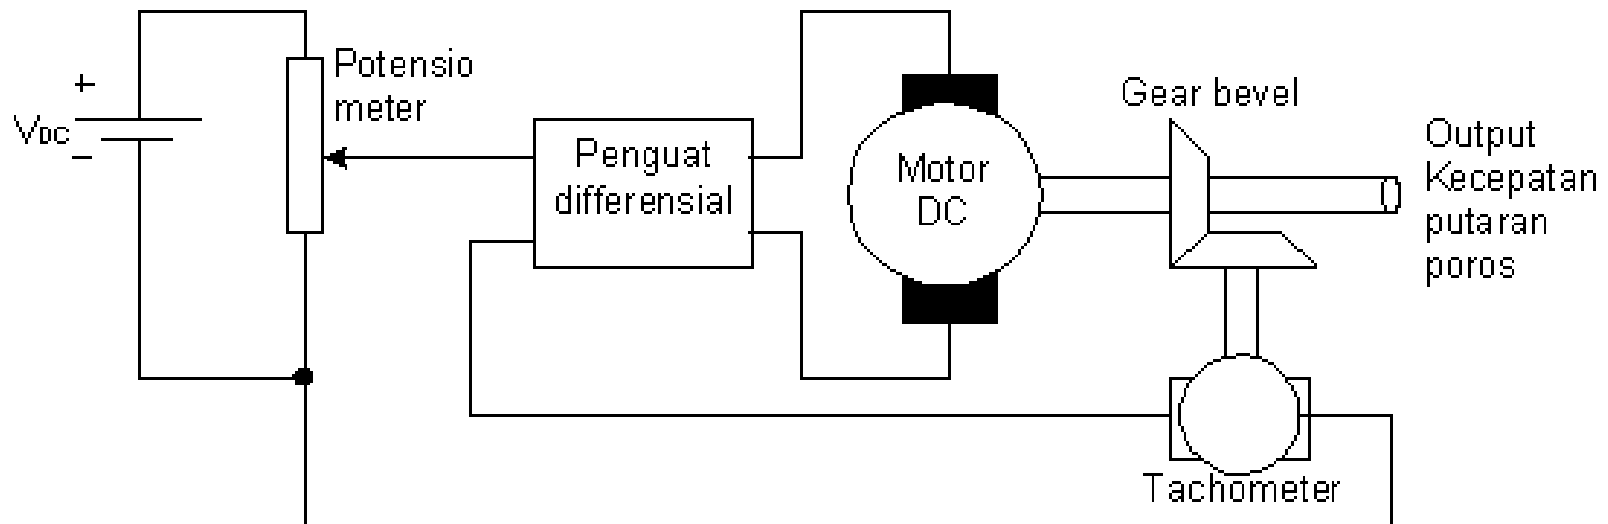 +
VDC
−
Potensio
meter
Penguat
differensial
Motor
DC
Gear bevel
Output
Kecepatan
putaran
poros
Tachometer